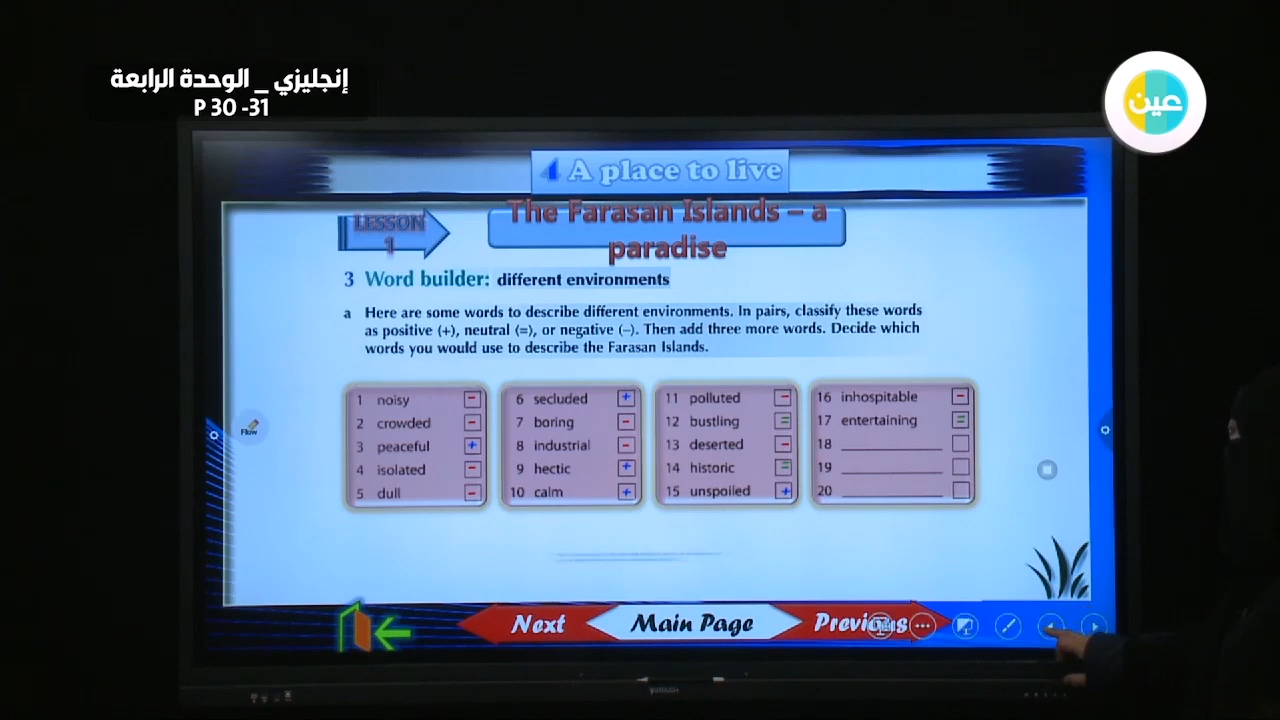 إنجليزي _ الوحدة الرابعة
P 30 -31
عين
4 A place to live
LESSON
1
The Farasan Islands – a
paradise
3 Word builder: different environments
a Here are some words to describe different environments. In pairs, classify these words
as positive (+), neutral (=), or negative (–). Then add three more words. Decide which
words you would use to describe the Farasan Islands.
1 noisy –
2 crowded –
3 peaceful +
4 isolated –
5 dull –
6 secluded +
7 boring –
8 industrial –
9 hectic +
10 calm +
11 polluted –
12 bustling =
13 deserted –
14 historic =
15 unspoiled +
16 inhospitable –
17 entertaining =
18
19
20
Flow
Next
Main Page
Previous